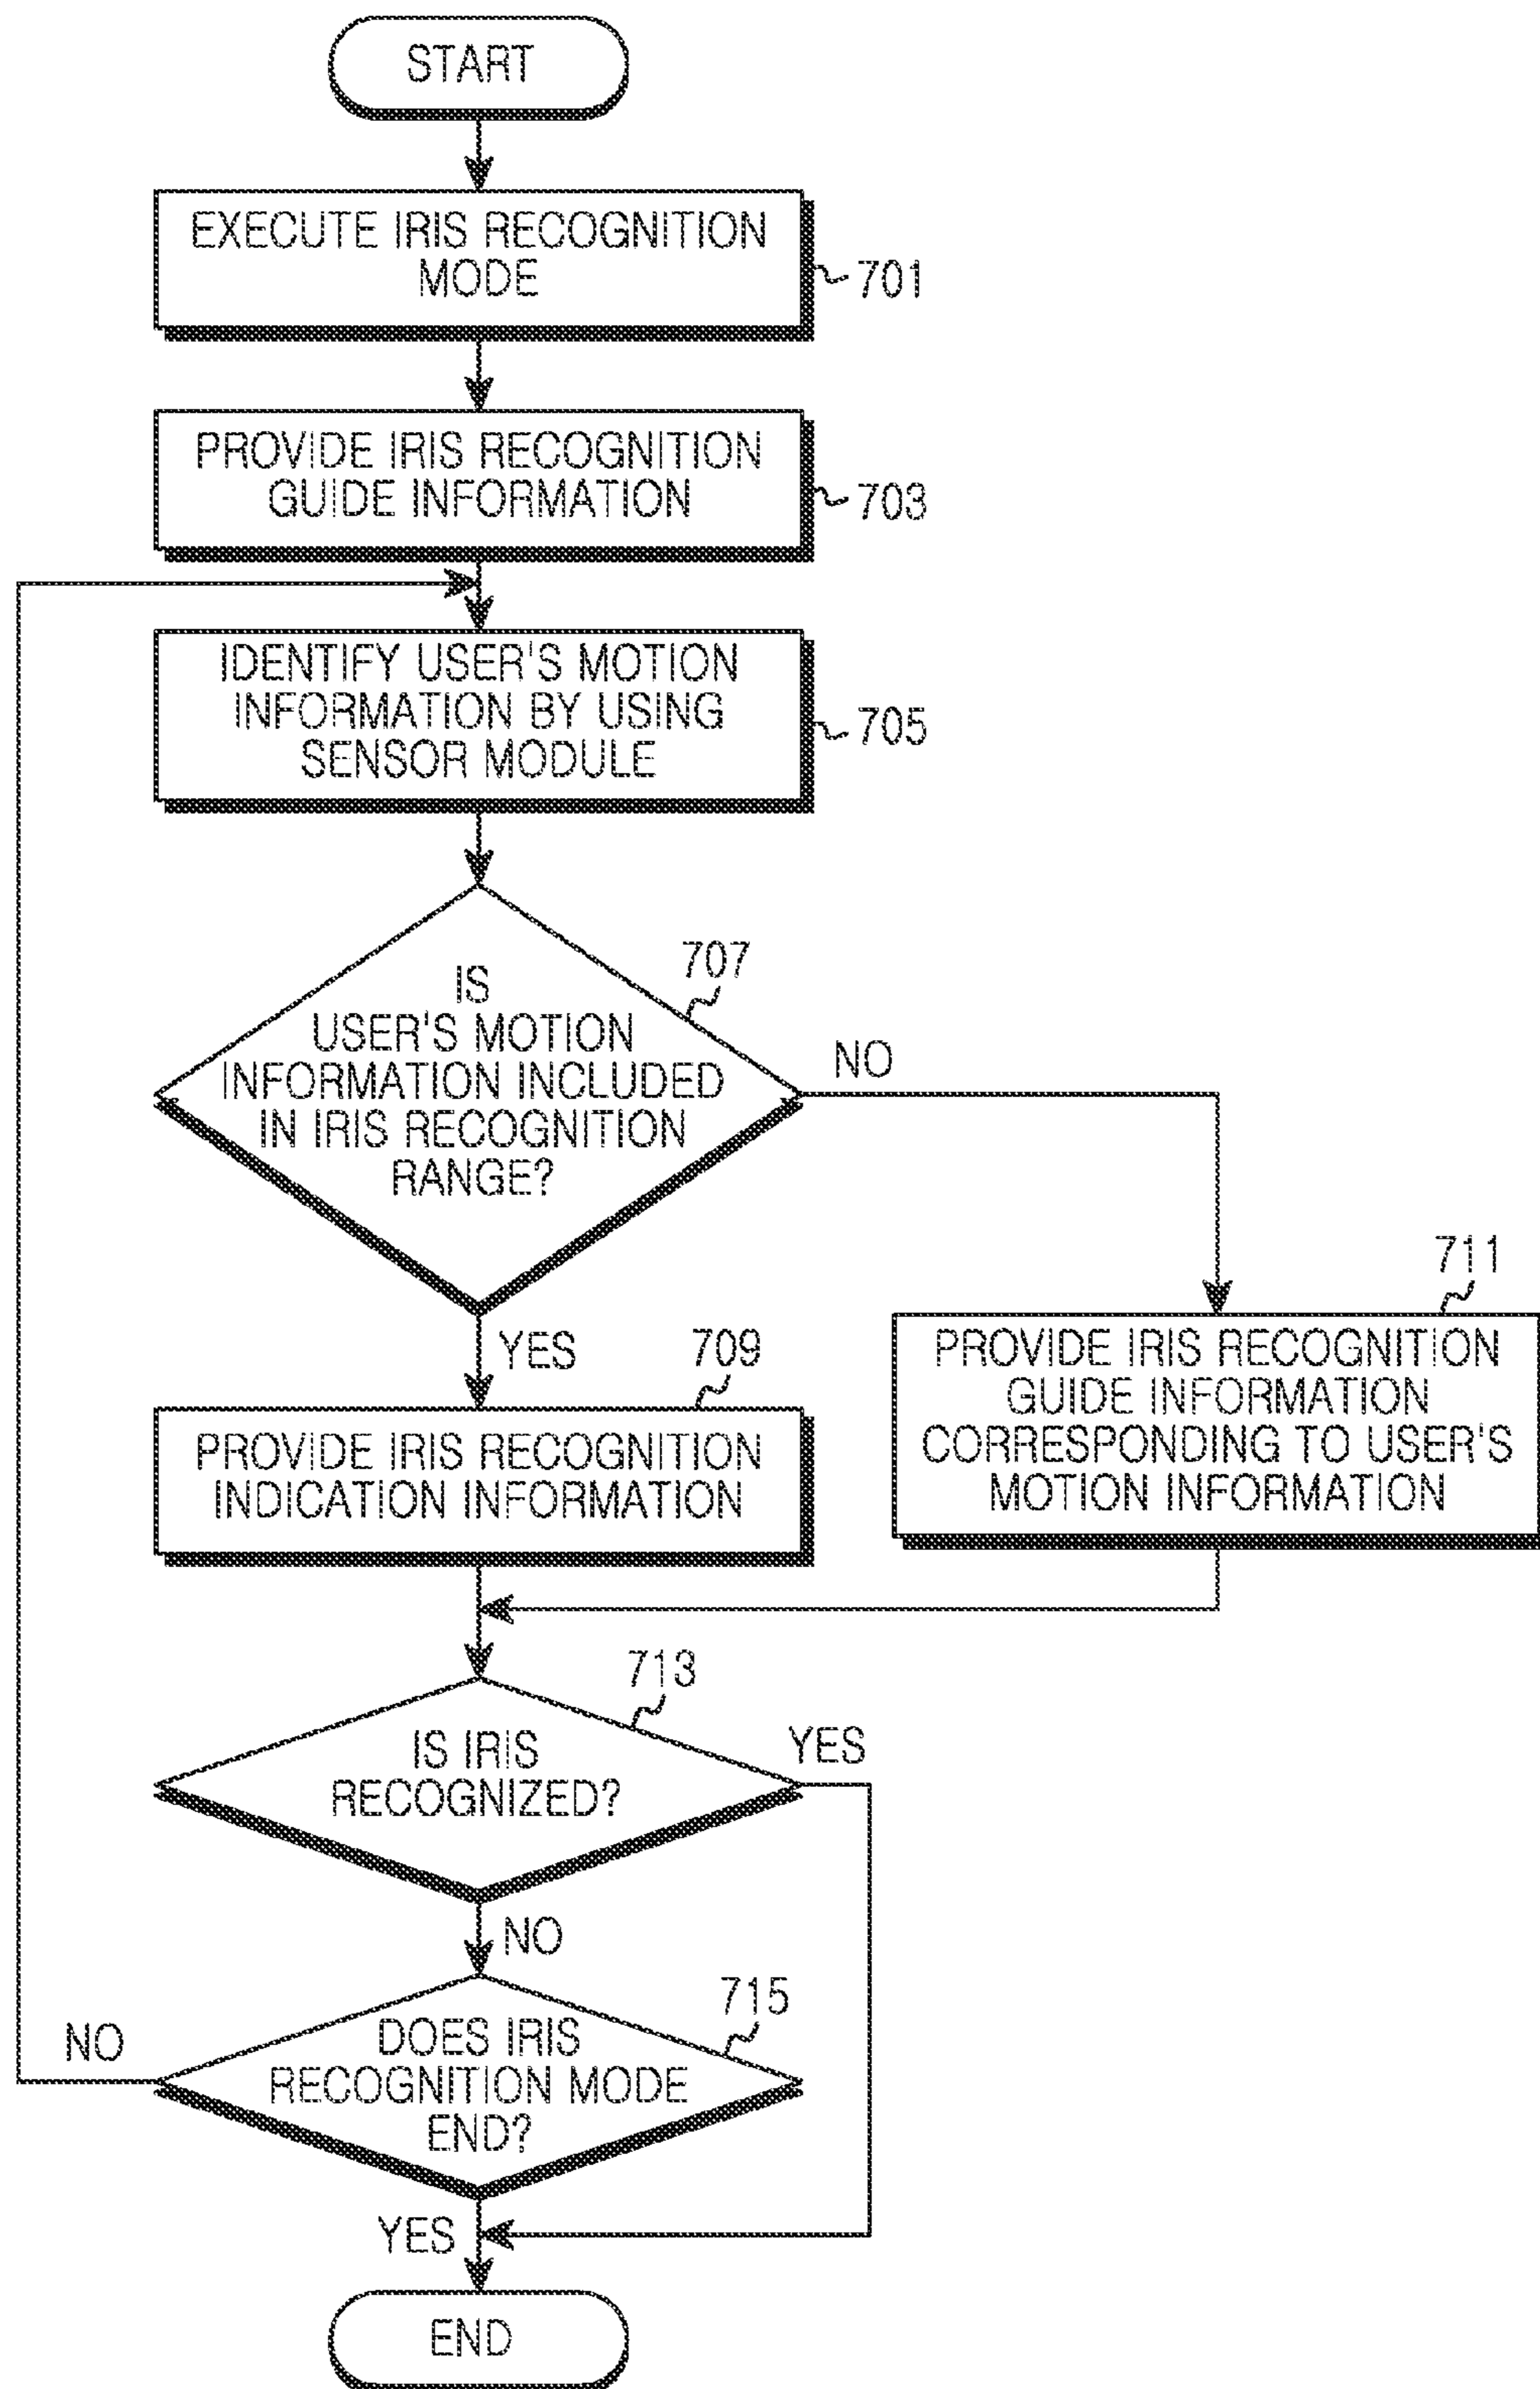 START
EXECUTE IRIS RECOGNITION
MODE
701
PROVIDE IRIS RECOGNITION
GUIDE INFORMATION
703
IDENTIFY USER'S MOTION
INFORMATION BY USING
SENSOR MODULE
705
707
IS
USER'S MOTION
INFORMATION INCLUDED
IN IRIS RECOGNITION
RANGE?
NO
YES
709
PROVIDE IRIS RECOGNITION
INDICATION INFORMATION
711
PROVIDE IRIS RECOGNITION
GUIDE INFORMATION
CORRESPONDING TO USER'S
MOTION INFORMATION
713
IS IRIS
RECOGNIZED?
YES
NO
715
DOES IRIS
RECOGNITION MODE
END?
NO
YES
END